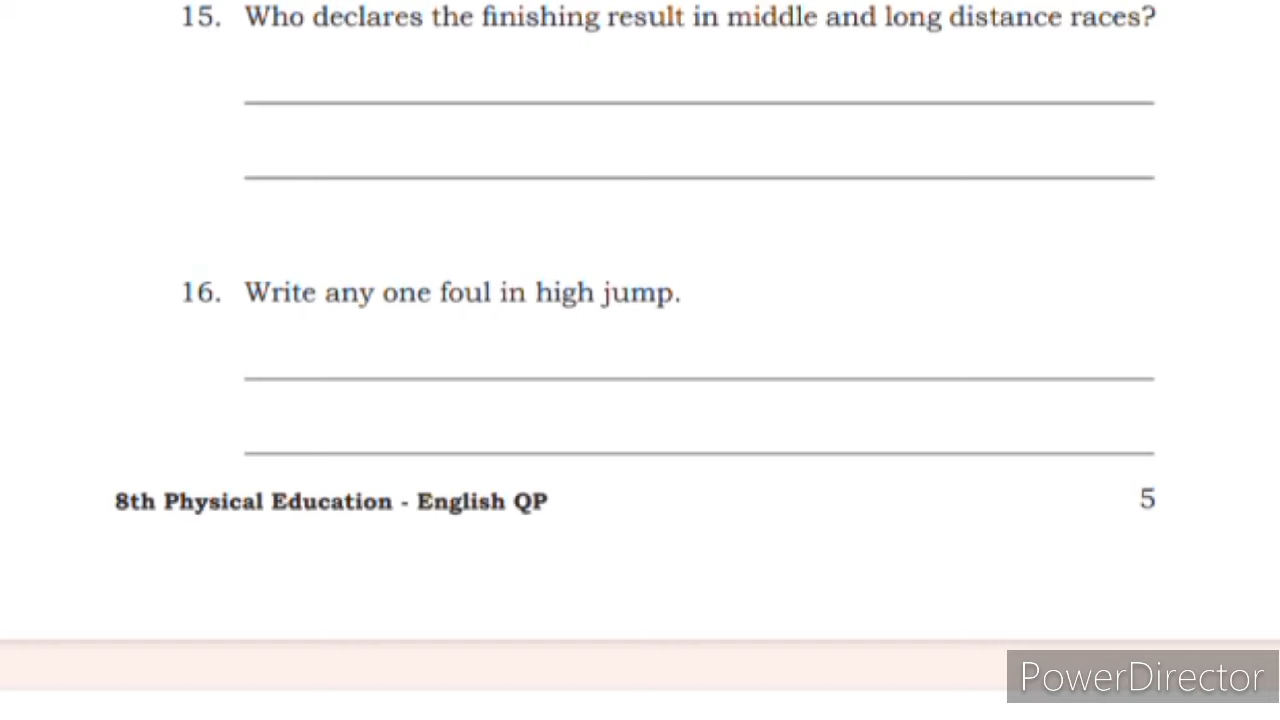 15. Who declares the finishing result in middle and long distance races?
16. Write any one foul in high jump.
8th Physical Education - English QP 5
PowerDirector